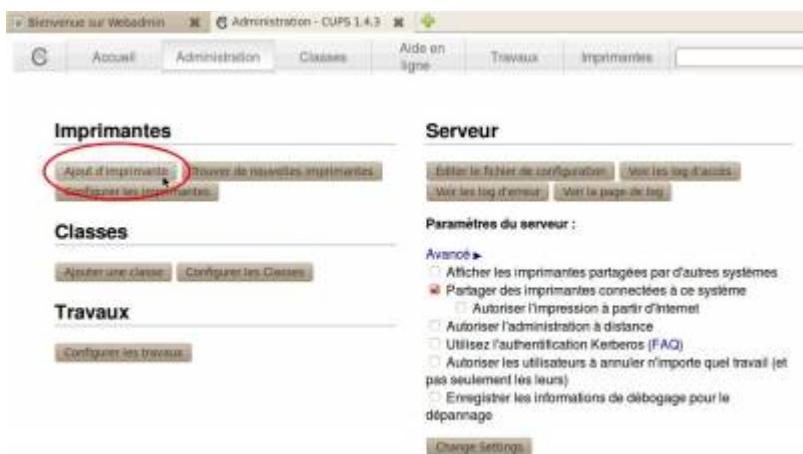 Bienvenue sur Webadmin
Administration - CUPS 1.4.3
Accueil
Administration
Classes
Aide en
ligne
Travaux
Imprimantes
Imprimantes
Ajout d'imprimante
Trouver de nouvelles imprimantes
Configurer les imprimantes
Classes
Ajouter une classe
Configurer les Classes
Travaux
Configurer les travaux
Serveur
Editer le fichier de configuration
Voir les log d'accès
Voir les log d'erreur
Voir la page de log
Paramètres du serveur :
Avancé
Afficher les imprimantes partagées par d'autres systèmes
Partager des imprimantes connectées à ce système
Autoriser l'impression à partir d'Internet
Autoriser l'administration à distance
Utilisez l'authentification Kerberos (FAQ)
Autoriser les utilisateurs à annuler n'importe quel travail (et
pas seulement les leurs)
Enregistrer les informations de débogage pour le
dépannage
Change Settings